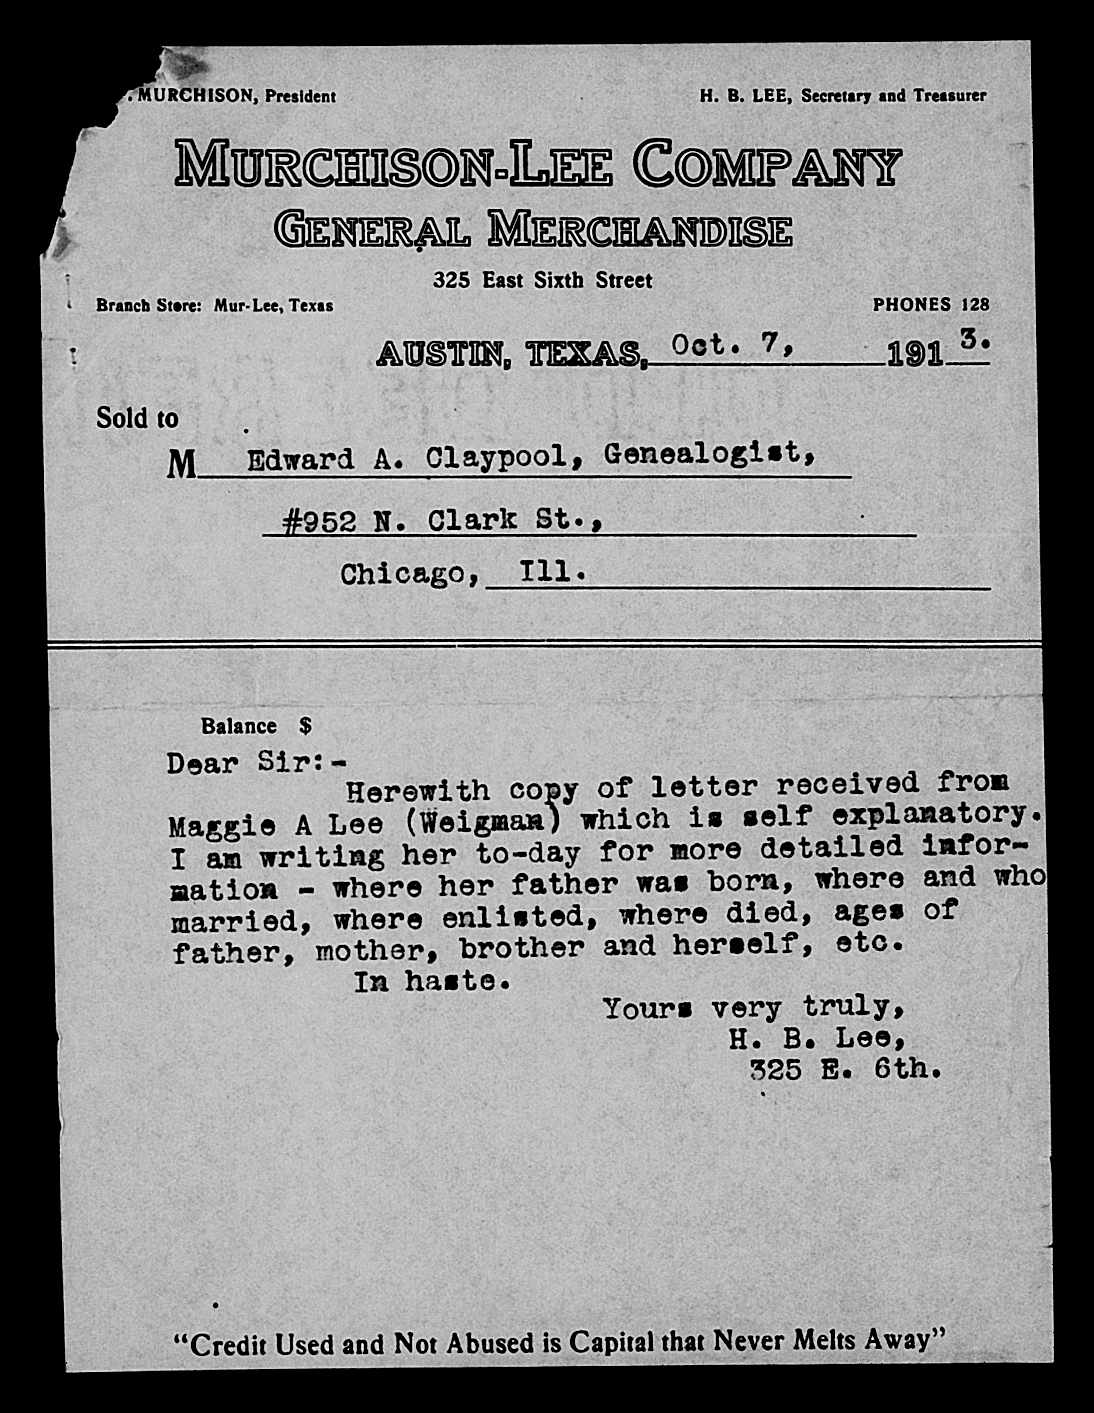 . MURCHISON, President
H. B. LEE, Secretary and Treasurer
MURCHISON-LEE COMPANY
GENERAL MERCHANDISE
325 East Sixth Street
Branch Store: Mur-Lee, Texas
PHONES 128
AUSTIN, TEXAS, Oct. 7, 1913.
Sold to
M Edward A. Claypool, Genealogist,
#952 N. Clark St.,
Chicago, Ill.
Balance $
Dear Sir:-
Herewith copy of letter received from
Maggie A Lee (Weigman) which is self explanatory.
I am writing her to-day for more detailed infor-
mation - where her father was born, where and who
married, where enlisted, where died, ages of
father, mother, brother and herself, etc.
In haste.
Yours very truly,
H. B. Lee,
325 E. 6th.
"Credit Used and Not Abused is Capital that Never Melts Away"